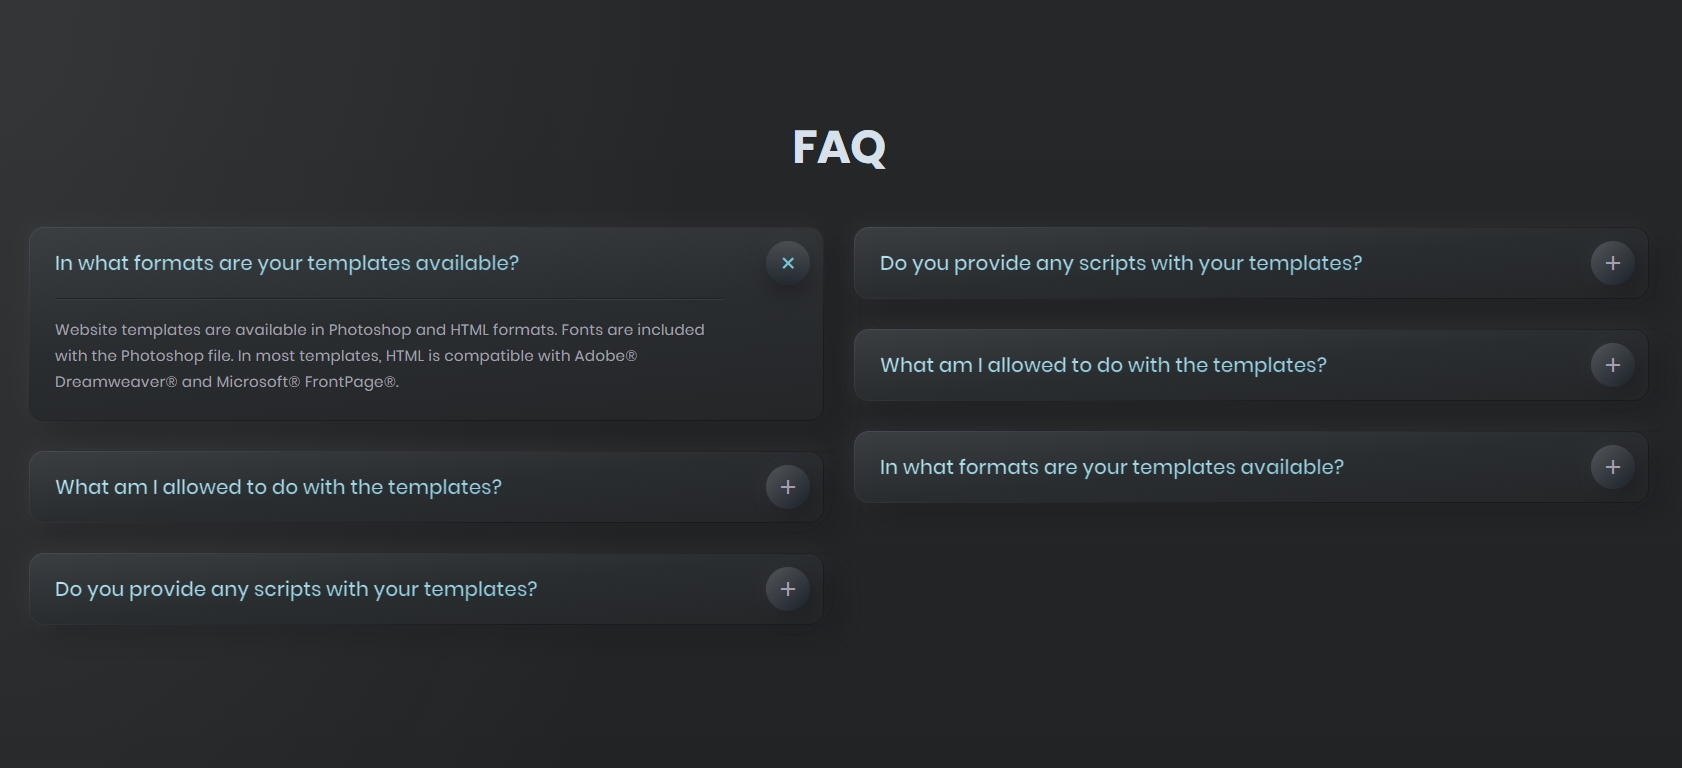 FAQ
In what formats are your templates available?
Website templates are available in Photoshop and HTML formats. Fonts are included
with the Photoshop file. In most templates, HTML is compatible with Adobe®
Dreamweaver® and Microsoft® FrontPage®.
What am I allowed to do with the templates?
Do you provide any scripts with your templates?
Do you provide any scripts with your templates?
What am I allowed to do with the templates?
In what formats are your templates available?